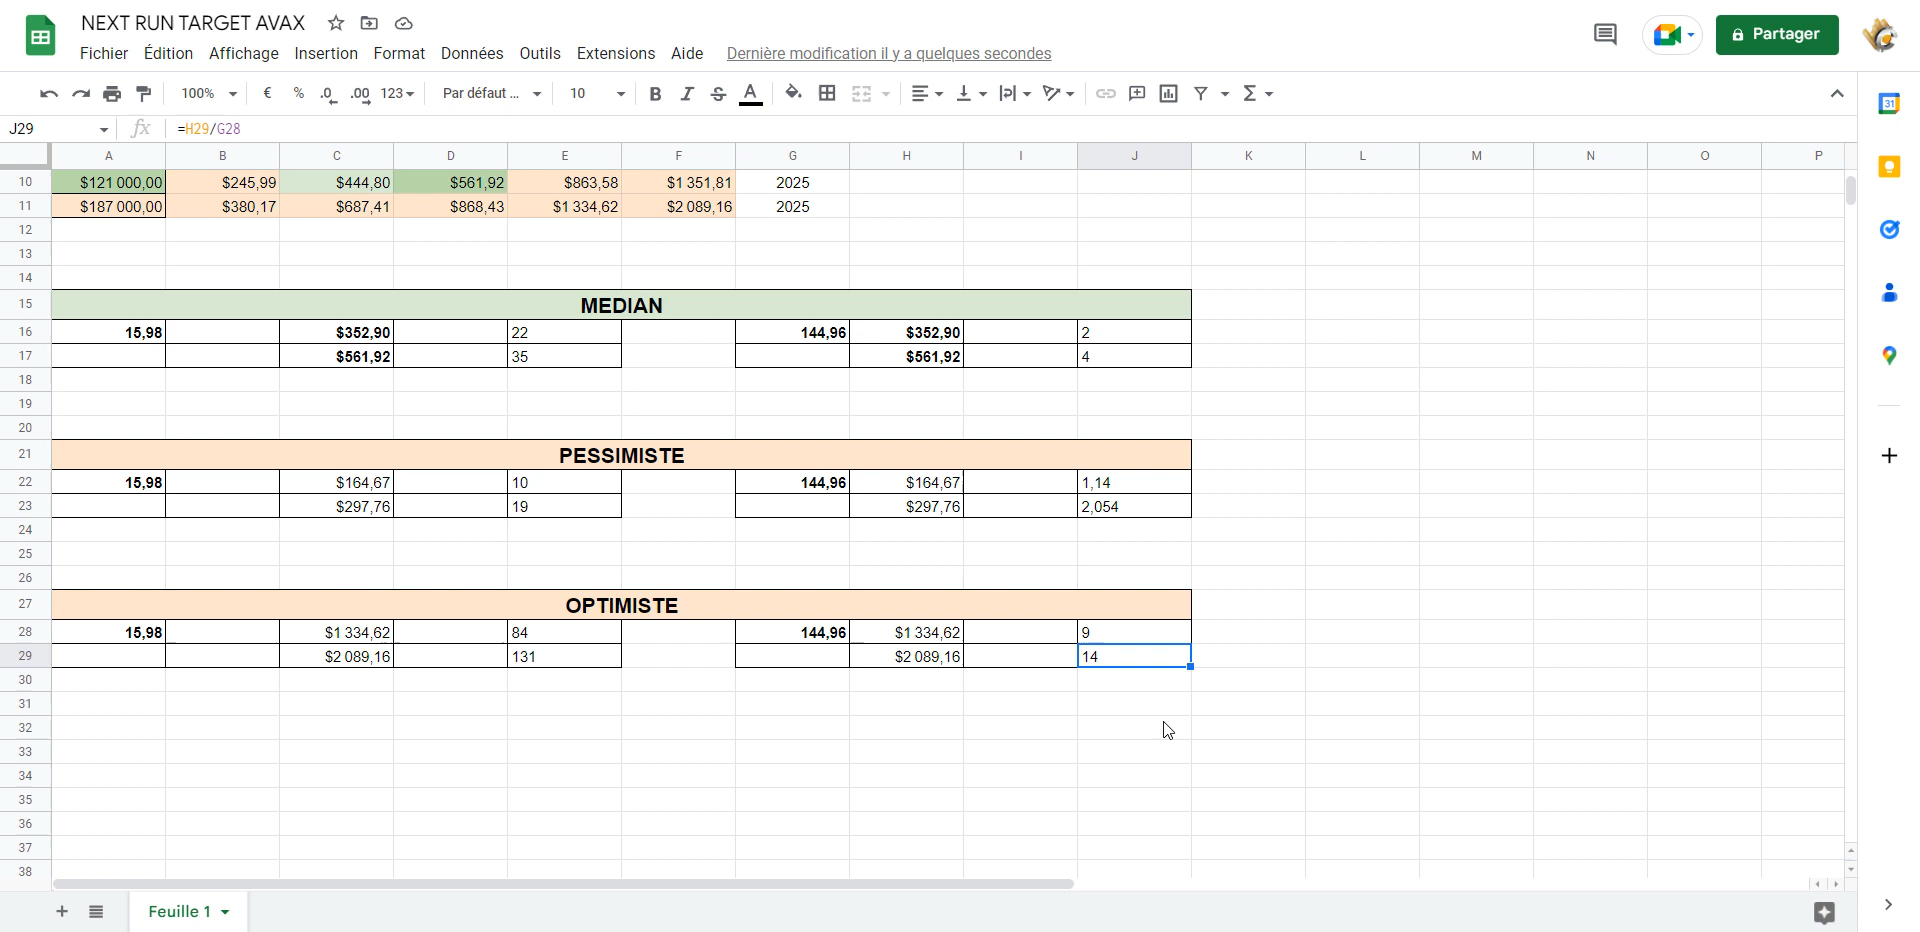 NEXT RUN TARGET AVAX
Fichier Édition Affichage Insertion Format Données Outils Extensions Aide Dernière modification il y a quelques secondes
Partager
31
100% € % .0 .00 123 Par défaut ... 10 B I S A Σ
J29 fx =H29/G28
A B C D E F G H I J K L M N O P
10 $121 000,00 $245,99 $444,80 $561,92 $863,58 $1 351,81 2025
11 $187 000,00 $380,17 $687,41 $868,43 $1 334,62 $2 089,16 2025
12
13
14
15 MEDIAN
16 15,98 $352,90 22 144,96 $352,90 2
17 $561,92 35 $561,92 4
18
19
20
21 PESSIMISTE
22 15,98 $164,67 10 144,96 $164,67 1,14
23 $297,76 19 $297,76 2,054
24
25
26
27 OPTIMISTE
28 15,98 $1 334,62 84 144,96 $1 334,62 9
29 $2 089,16 131 $2 089,16 14
30
31
32
33
34
35
36
37
38
Feuille 1